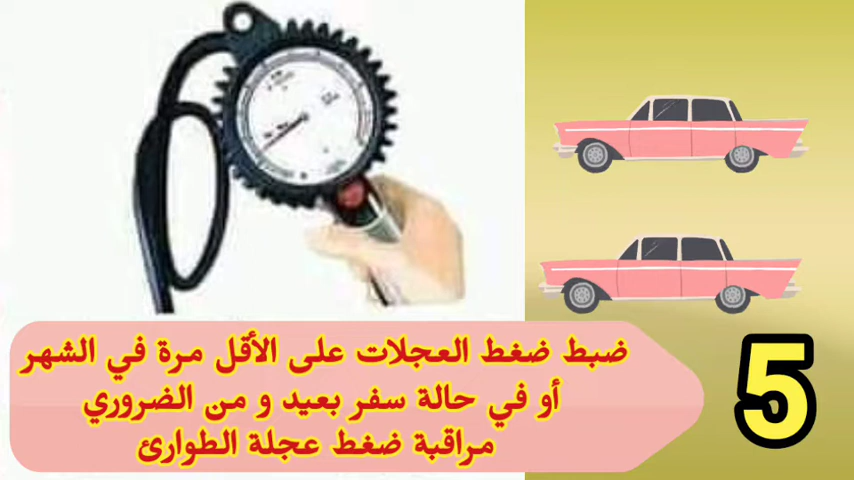 ضبط ضغط العجلات على الأقل مرة في الشهر
أو في حالة سفر بعيد و من الضروري
مراقبة ضغط عجلة الطوارئ
5